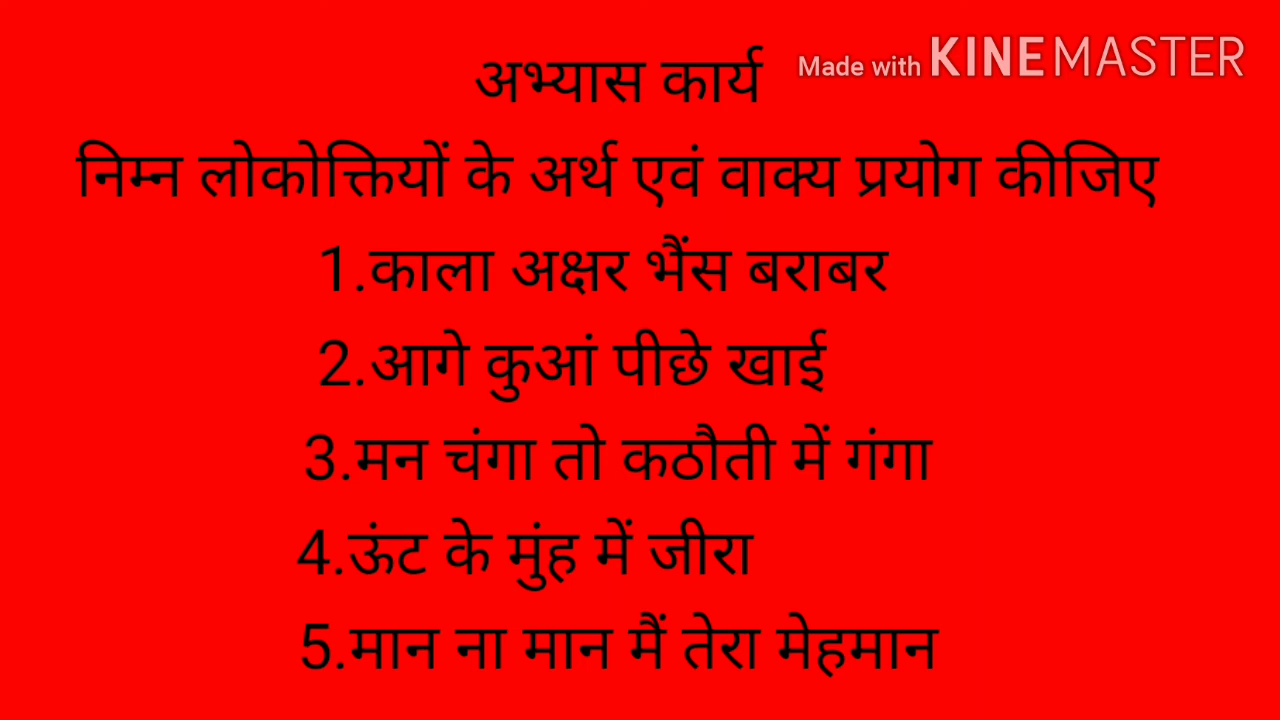 Made with KINEMASTER
अभ्यास कार्य
निम्न लोकोक्तियों के अर्थ एवं वाक्य प्रयोग कीजिए
1.काला अक्षर भैंस बराबर
2.आगे कुआं पीछे खाई
3.मन चंगा तो कठौती में गंगा
4.ऊंट के मुंह में जीरा
5.मान ना मान मैं तेरा मेहमान